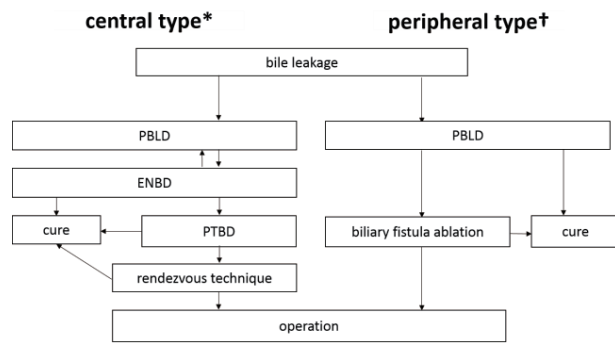 central type* peripheral type†
bile leakage
PBLD PBLD
ENBD
cure PTBD biliary fistula ablation cure
rendezvous technique
operation